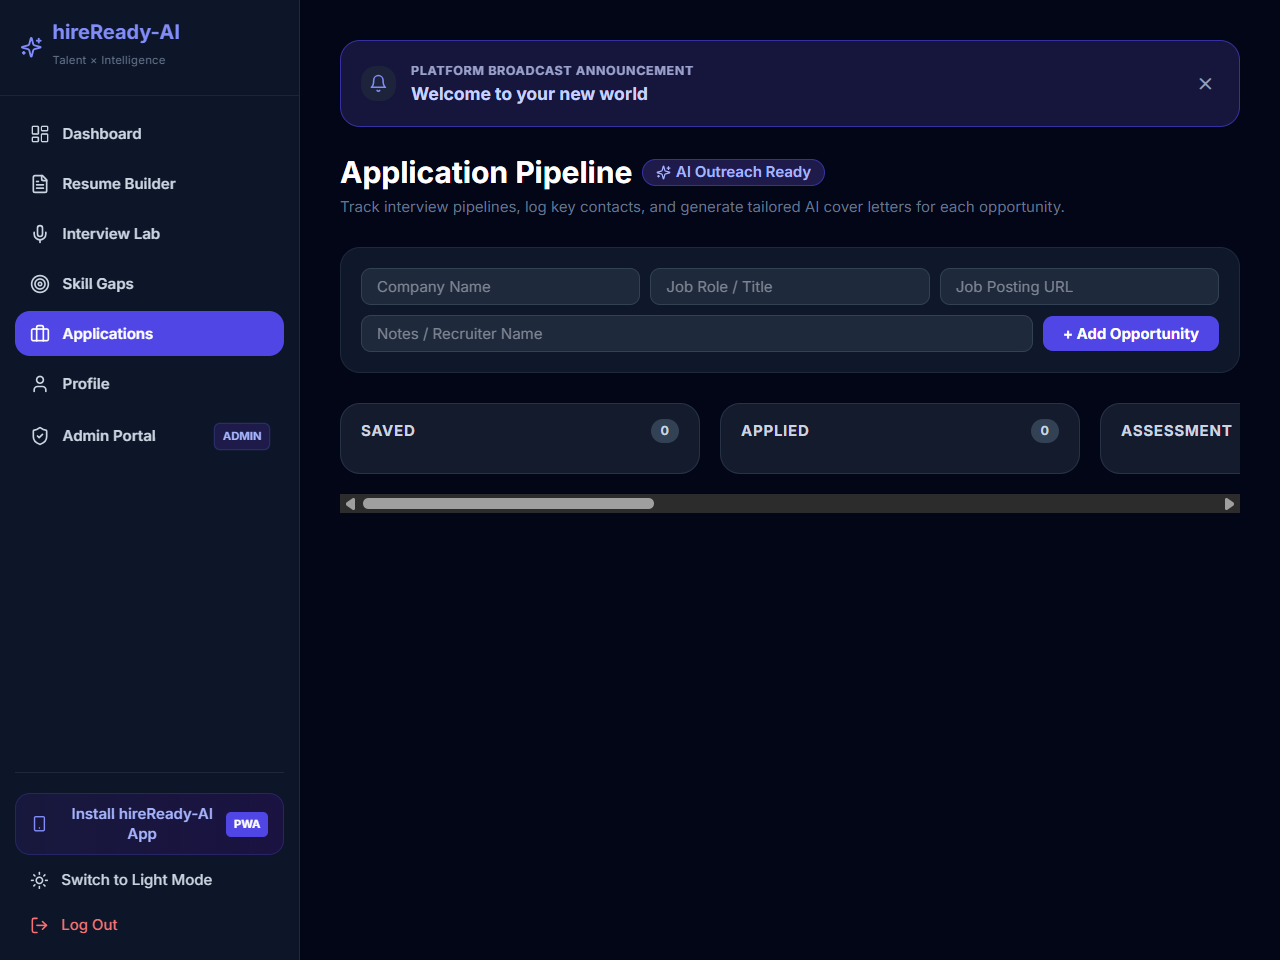 hireReady-AI
Talent × Intelligence
Dashboard
Resume Builder
Interview Lab
Skill Gaps
Applications
Profile
Admin Portal
ADMIN
Install hireReady-AI
App
PWA
Switch to Light Mode
Log Out
PLATFORM BROADCAST ANNOUNCEMENT
Welcome to your new world
Application Pipeline
AI Outreach Ready
Track interview pipelines, log key contacts, and generate tailored AI cover letters for each opportunity.
Company Name
Job Role / Title
Job Posting URL
Notes / Recruiter Name
+ Add Opportunity
SAVED
0
APPLIED
0
ASSESSMENT